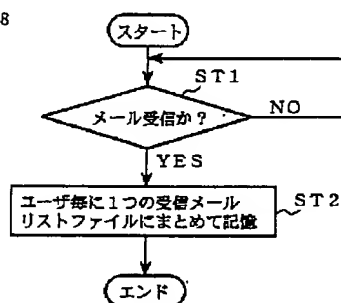 8
スタート
ST1
メール受信か?
NO
YES
ユーザ毎に1つの受信メール
リストファイルにまとめて記憶
ST2
エンド